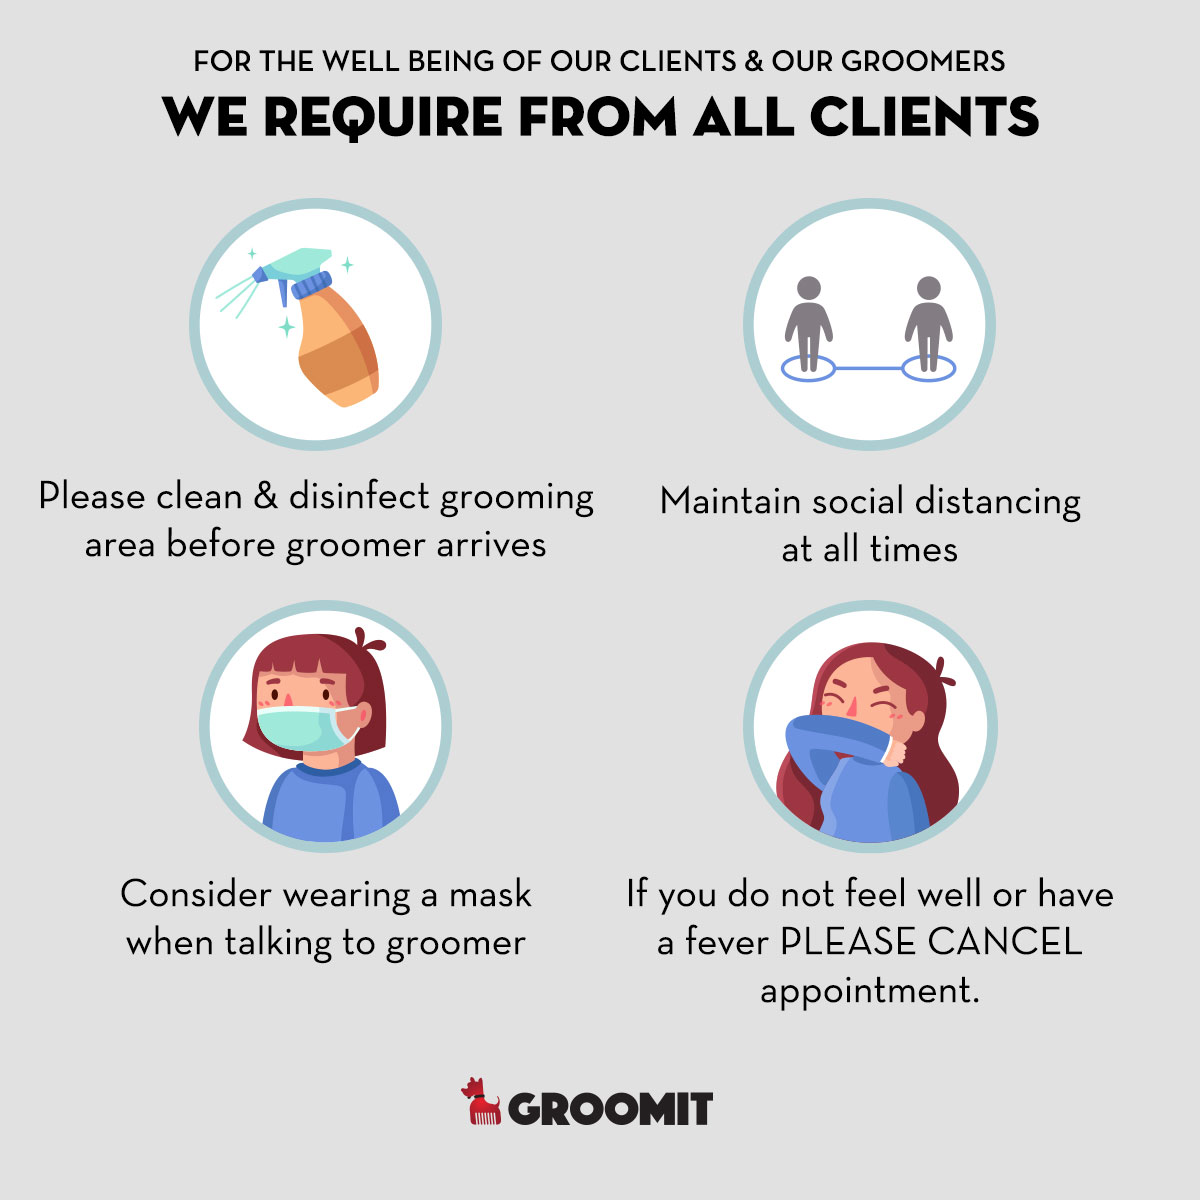 FOR THE WELL BEING OF OUR CLIENTS & OUR GROOMERS
WE REQUIRE FROM ALL CLIENTS
Please clean & disinfect grooming
area before groomer arrives
Maintain social distancing
at all times
Consider wearing a mask
when talking to groomer
If you do not feel well or have
a fever PLEASE CANCEL
appointment.
GROOMIT